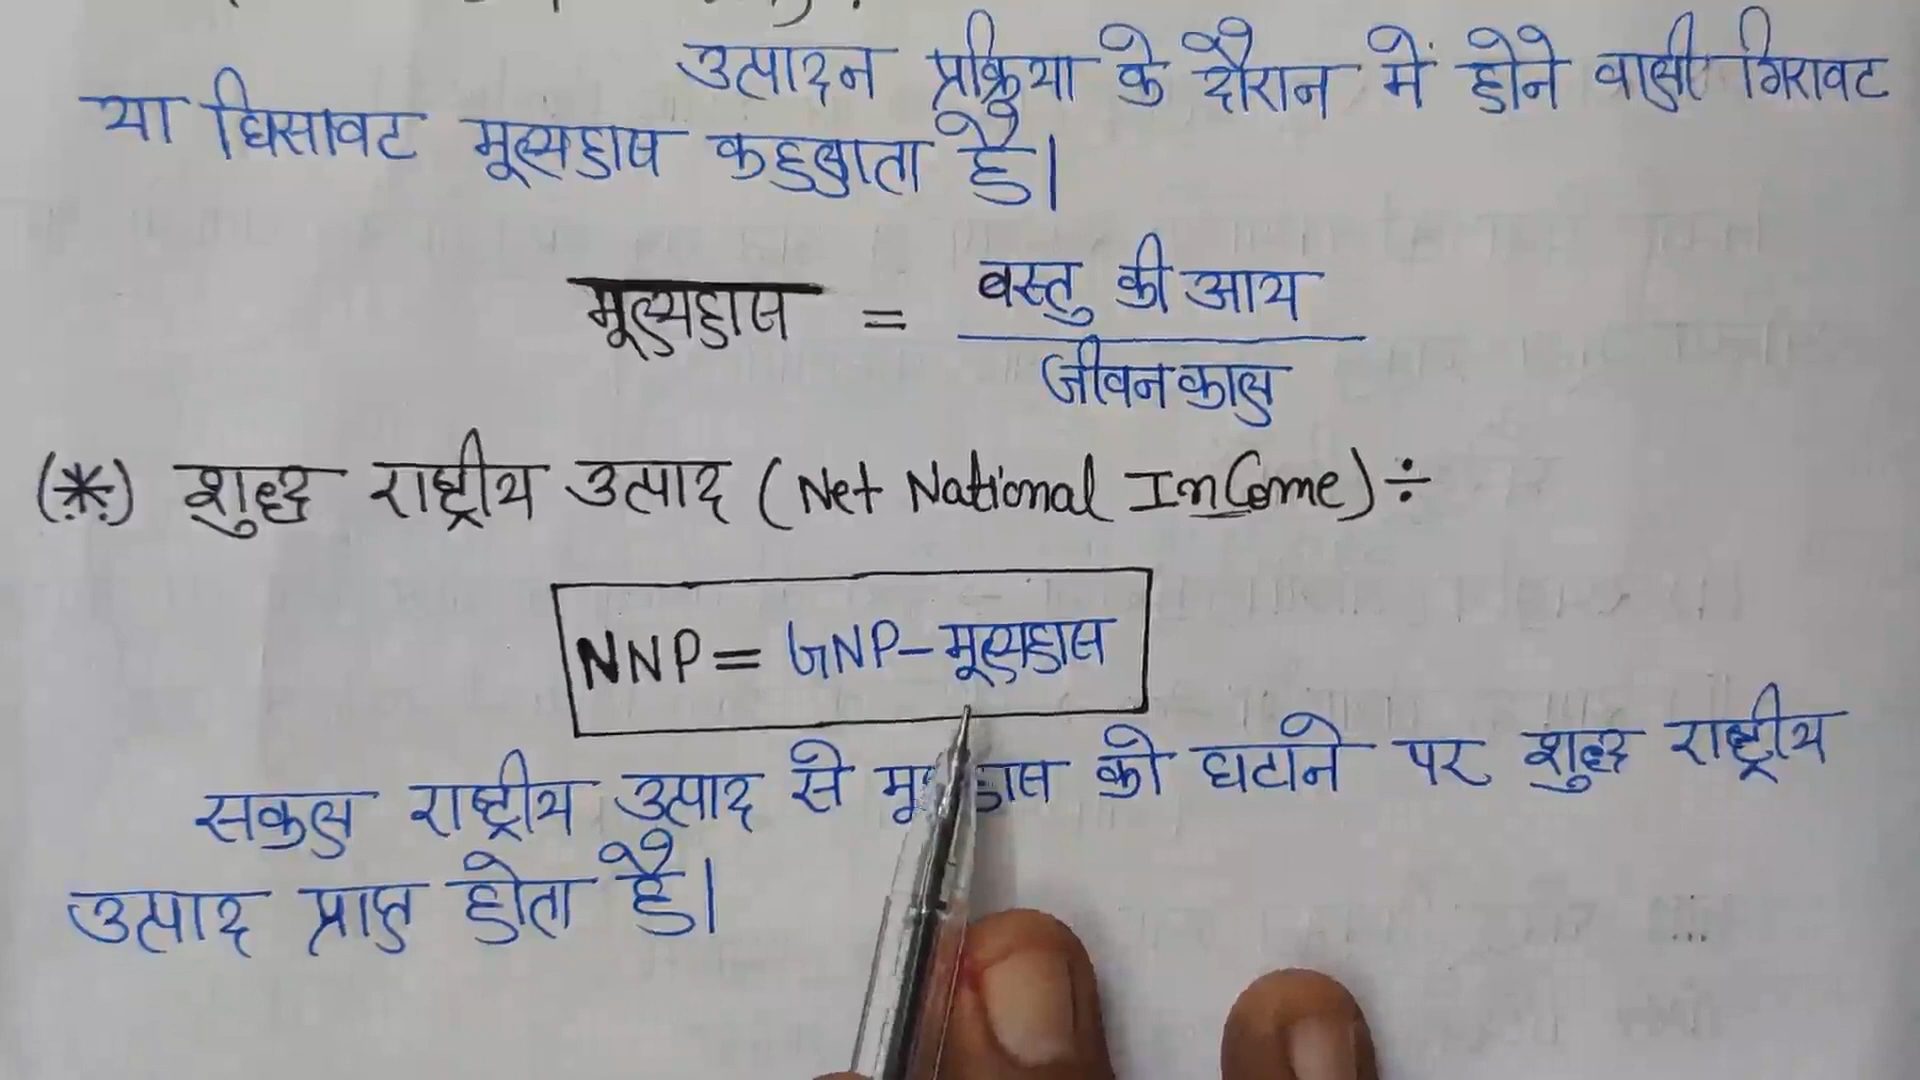 उत्पादन प्रक्रिया के दौरान में होने वाली गिरावट
या घिसावट मूल्यह्रास कहलाता है।
मूल्यह्रास = वस्तु की आय
जीवनकाल
(*) शुद्ध राष्ट्रीय उत्पाद (Net National InCome) ÷
NNP = GNP - मूल्यह्रास
सकल राष्ट्रीय उत्पाद से को घटाने पर शुद्ध राष्ट्रीय
उत्पाद प्राप्त होता है।